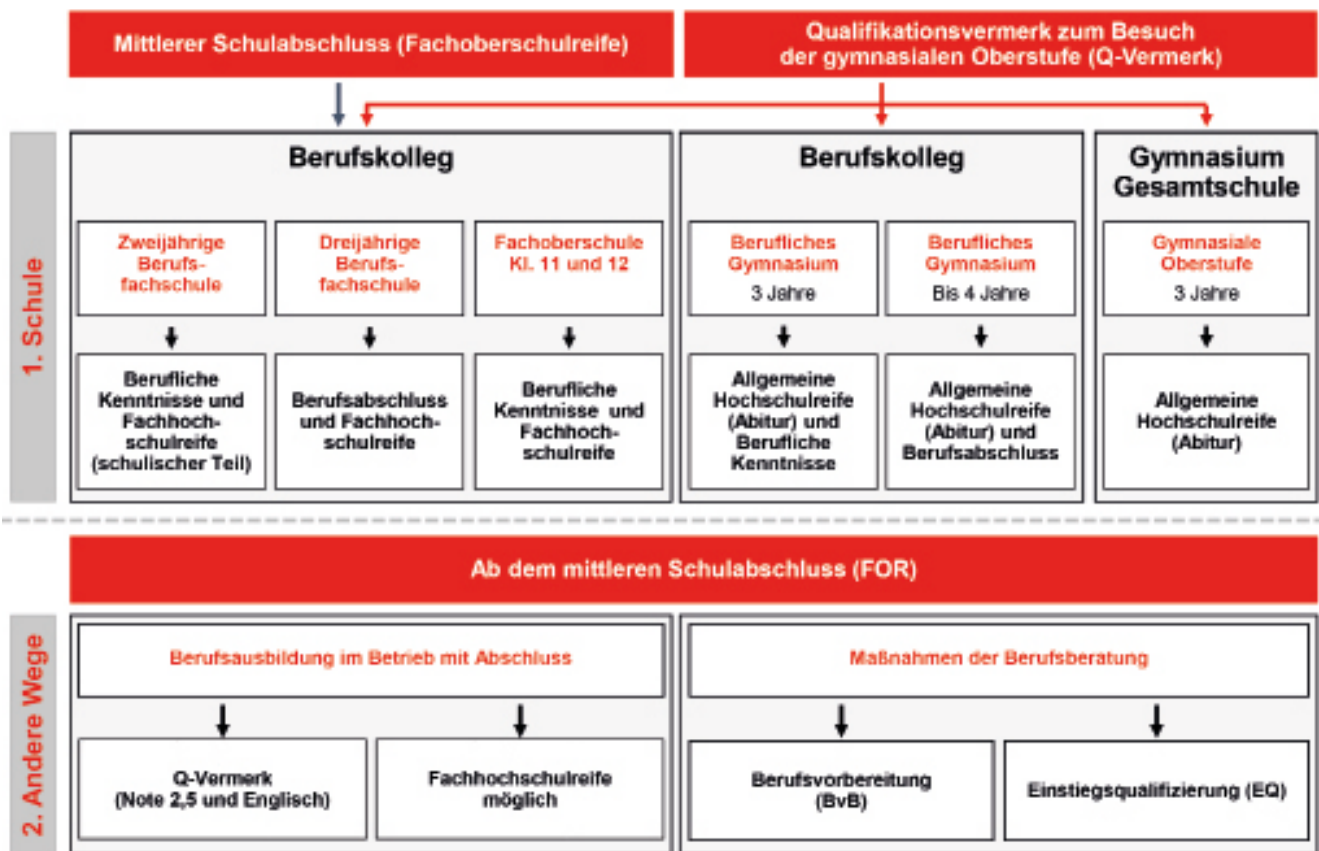 Mittlerer Schulabschluss (Fachoberschulreife)
Qualifikationsvermerk zum Besuch
der gymnasialen Oberstufe (Q-Vermerk)
1. Schule
Berufskolleg
Zweijährige
Berufs-
fachschule
Dreijährige
Berufs-
fachschule
Fachoberschule
Kl. 11 und 12
Berufliche
Kenntnisse und
Fachhoch-
schulreife
(schulischer Teil)
Berufsabschluss
und Fachhoch-
schulreife
Berufliche
Kenntnisse und
Fachhoch-
schulreife
Berufskolleg
Berufliches
Gymnasium
3 Jahre
Berufliches
Gymnasium
Bis 4 Jahre
Allgemeine
Hochschulreife
(Abitur) und
Berufliche
Kenntnisse
Allgemeine
Hochschulreife
(Abitur) und
Berufsabschluss
Gymnasium
Gesamtschule
Gymnasiale
Oberstufe
3 Jahre
Allgemeine
Hochschulreife
(Abitur)
Ab dem mittleren Schulabschluss (FOR)
2. Andere Wege
Berufsausbildung im Betrieb mit Abschluss
Q-Vermerk
(Note 2,5 und Englisch)
Fachhochschulreife
möglich
Maßnahmen der Berufsberatung
Berufsvorbereitung
(BvB)
Einstiegsqualifizierung (EQ)